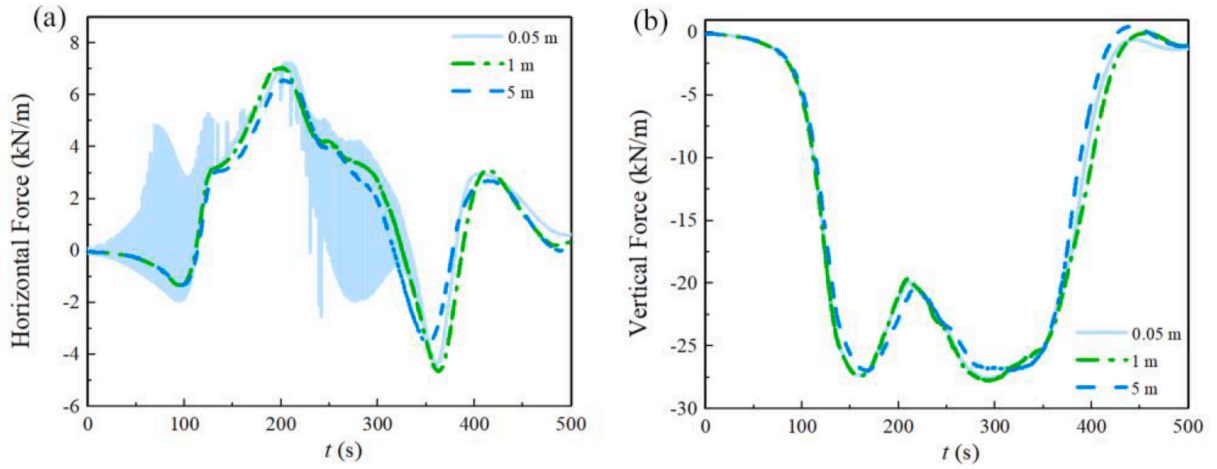 (a)
8
6
4
2
0
-2
-4
-6
Horizontal Force (kN/m)
0.05 m
1 m
5 m
0 100 200 300 400 500
t (s)
(b)
0
-5
-10
-15
-20
-25
-30
Vertical Force (kN/m)
0.05 m
1 m
5 m
0 100 200 300 400 500
t (s)